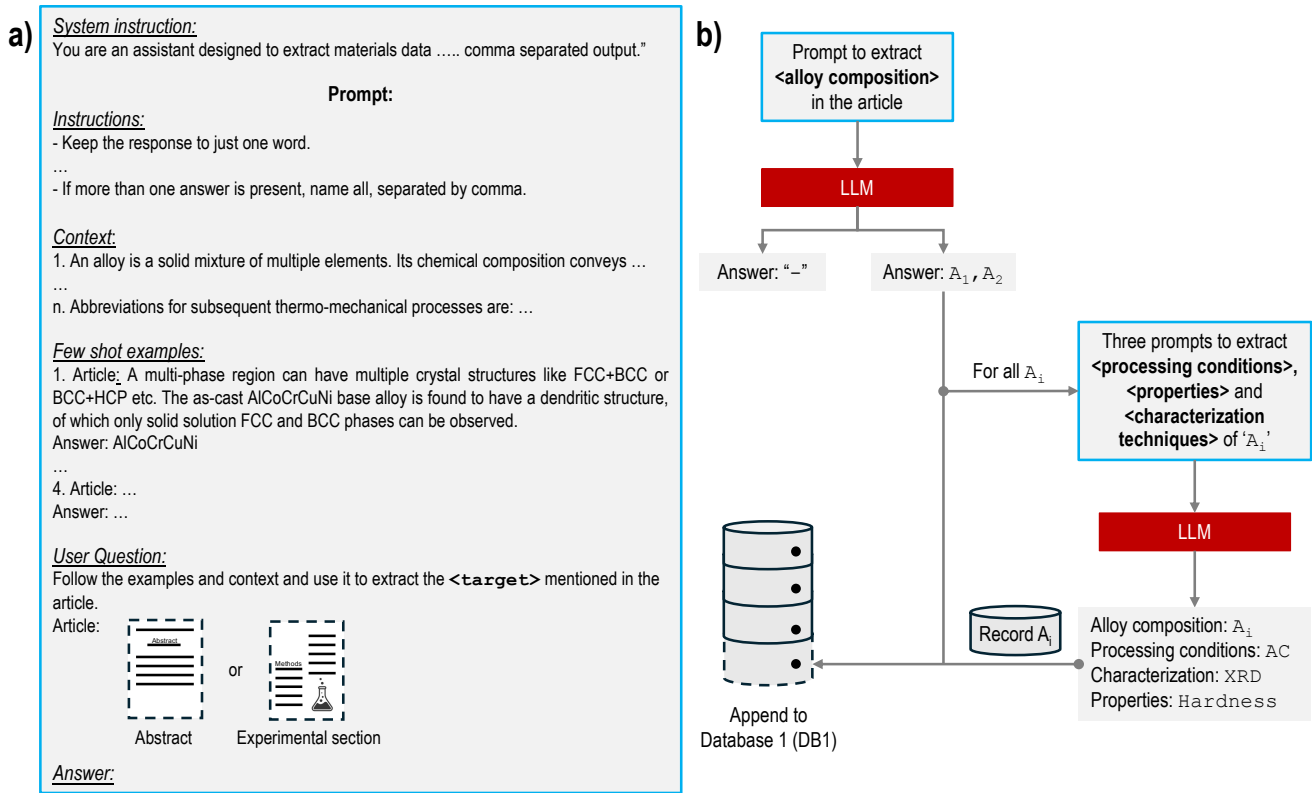 a)
System instruction:
You are an assistant designed to extract materials data ….. comma separated output.”
Prompt:
Instructions:
- Keep the response to just one word.
…
- If more than one answer is present, name all, separated by comma.
Context:
1. An alloy is a solid mixture of multiple elements. Its chemical composition conveys …
…
n. Abbreviations for subsequent thermo-mechanical processes are: …
Few shot examples:
1. Article: A multi-phase region can have multiple crystal structures like FCC+BCC or
BCC+HCP etc. The as-cast AlCoCrCuNi base alloy is found to have a dendritic structure,
of which only solid solution FCC and BCC phases can be observed.
Answer: AlCoCrCuNi
…
4. Article: …
Answer: …
User Question:
Follow the examples and context and use it to extract the <target> mentioned in the
article.
Article:
Abstract
or
Methods
Abstract
Experimental section
Answer:
b)
Prompt to extract
<alloy composition>
in the article
LLM
Answer: “–”
Answer: A1, A2
For all Ai
Three prompts to extract
<processing conditions>,
<properties> and
<characterization
techniques> of ‘Ai’
LLM
Alloy composition: Ai
Processing conditions: AC
Characterization: XRD
Properties: Hardness
Record Ai
Append to
Database 1 (DB1)